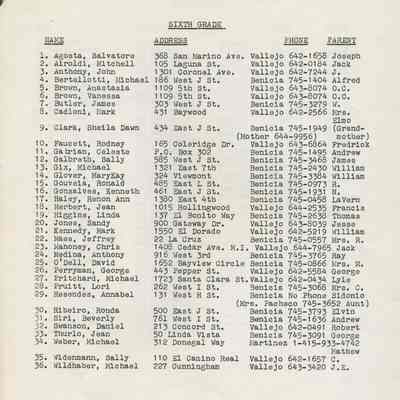 SIXTH GRADE
NAME ADDRESS PHONE PARENT
1. Agosta, Salvatore 368 San Marino Ave. Vallejo 642-1658 Joseph
2. Airoldi, Mitchell 105 Laguna St. Vallejo 642-0184 Jack
3. Anthony, John 1301 Coronal Ave. Vallejo 642-7244 J.
4. Bertolotti, Michael 186 West J St. Benicia 745-1404 Alfred
5. Brown, Anastasia 1109 5th St. Vallejo 643-8074 O.C.
6. Brown, Vanessa 1109 5th St. Vallejo 643-8074 O.C.
7. Butler, James 303 West J St. Benicia 745-3279 W.
8. Cadloni, Mark 431 Baywood Vallejo 642-2566 Mrs.
Elmo
9. Clara, Sheila Dawn 434 East J St. Benicia 745-1949 (Grand-
(Mother 644-9956) mother)
10. Faucett, Rodney 165 Coleridge Dr. Vallejo 643-6864 Fredrick
11. Gabrian, Celeste P.O. Box 302 Benicia 745-1495 Andrew
12. Galbreth, Sally 585 West J St. Benicia 745-3468 James
13. Gix, Michael 1321 East 7th Benicia 745-2430 William
14. Glover, MaryKay 324 Viewmont Benicia 745-3384 William
15. Gouveia, Ronald 485 East L St. Benicia 745-0973 H.
16. Gonsalves, Kenneth 461 East J St. Benicia 745-1931 N.
17. Haley, Renon Ann 1380 East 4th Benicia 745-0458 LaVern
18. Herbert, Jean 1015 Hollingwood Vallejo 644-2535 Francis
19. Higgins, Linda 137 El Bonito Way Benicia 745-2638 Thomas
20. Jones, Sandy 900 Gateway Dr. Vallejo 643-8039 Jesse
21. Kennedy, Mark 1550 El Dorado Vallejo 642-5219 William
22. Maes, Jeffrey 22 La Cruz Benicia 745-0557 Mrs. R.
23. Mahoney, Chris 1408 Cedar Ave. M.I. Vallejo 644-7965 Jack
24. Medina, Anthony 916 West 3rd Benicia 745-3765 Ray
25. O'Dell, David 1652 Bayview Circle Benicia 745-0866 Mrs. M.
26. Perryman, George 443 Pepper St. Vallejo 642-5584 George
27. Pritchard, Michael 1723 Santa Clara St. Vallejo 642-0434 Lyle
28. Pruitt, Lori 262 West I St. Benicia 745-3068 Mrs. C.
29. Resendes, Annabel 131 West H St. Benicia No Phone Sidonio
(Mrs. Pacheco 745-3652 Aunt)
30. Ribeiro, Ronda 500 East J St. Benicia 745-3793 Elvin
31. Siri, Beverly 761 West I St. Benicia 745-1636 Andrew
32. Swanson, Daniel 213 Concord St. Vallejo 642-0491 Robert
33. Thurlo, Jean 50 Linda Vista Benicia 745-3091 George
34. Weber, Michael 312 Donegal Way Martinez 1-415-933-4742
Mathew
35. Widenmann, Sally 110 El Camino Real Vallejo 642-1657 C.
36. Wildhaber, Michael 227 Cunningham Vallejo 643-3420 J.E.